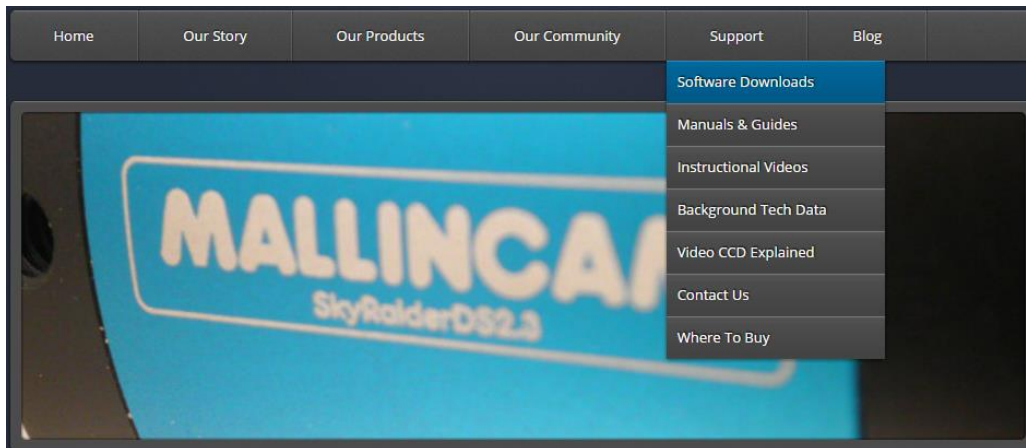 Home Our Story Our Products Our Community Support Blog
Software Downloads
Manuals & Guides
Instructional Videos
Background Tech Data
Video CCD Explained
Contact Us
Where To Buy
MALLINCA
SkyRaiderDS2.3